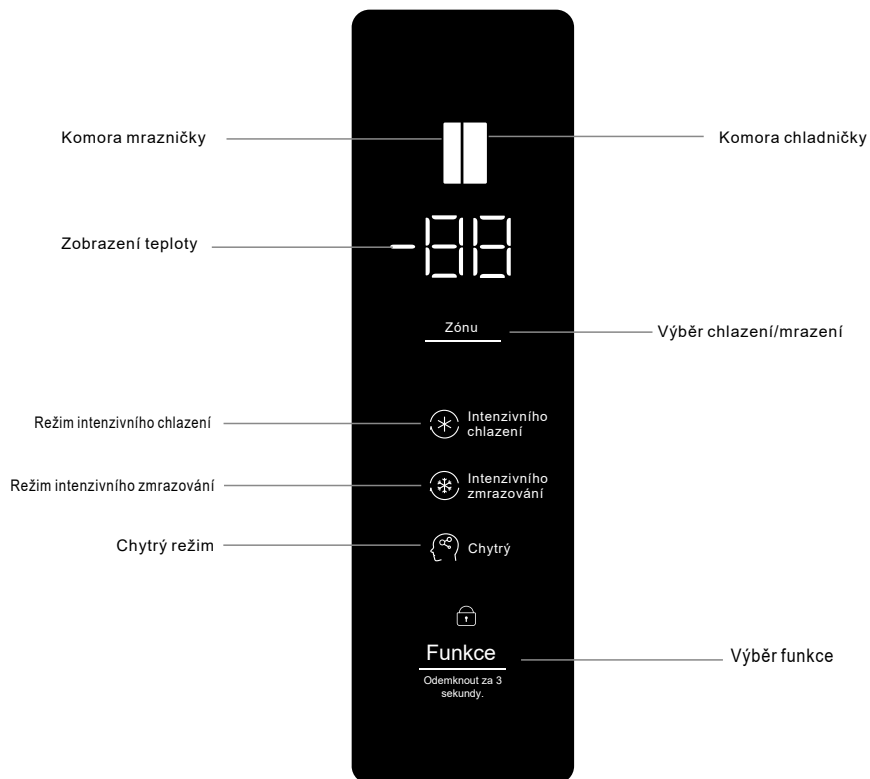 Komora mrazničky
Komora chladničky
Zobrazení teploty
-88
Zónu
Výběr chlazení/mrazení
Režim intenzivního chlazení
Intenzivního
chlazení
Režim intenzivního zmrazování
Intenzivního
zmrazování
Chytrý režim
Chytrý
Funkce
Výběr funkce
Odemknout za 3
sekundy.